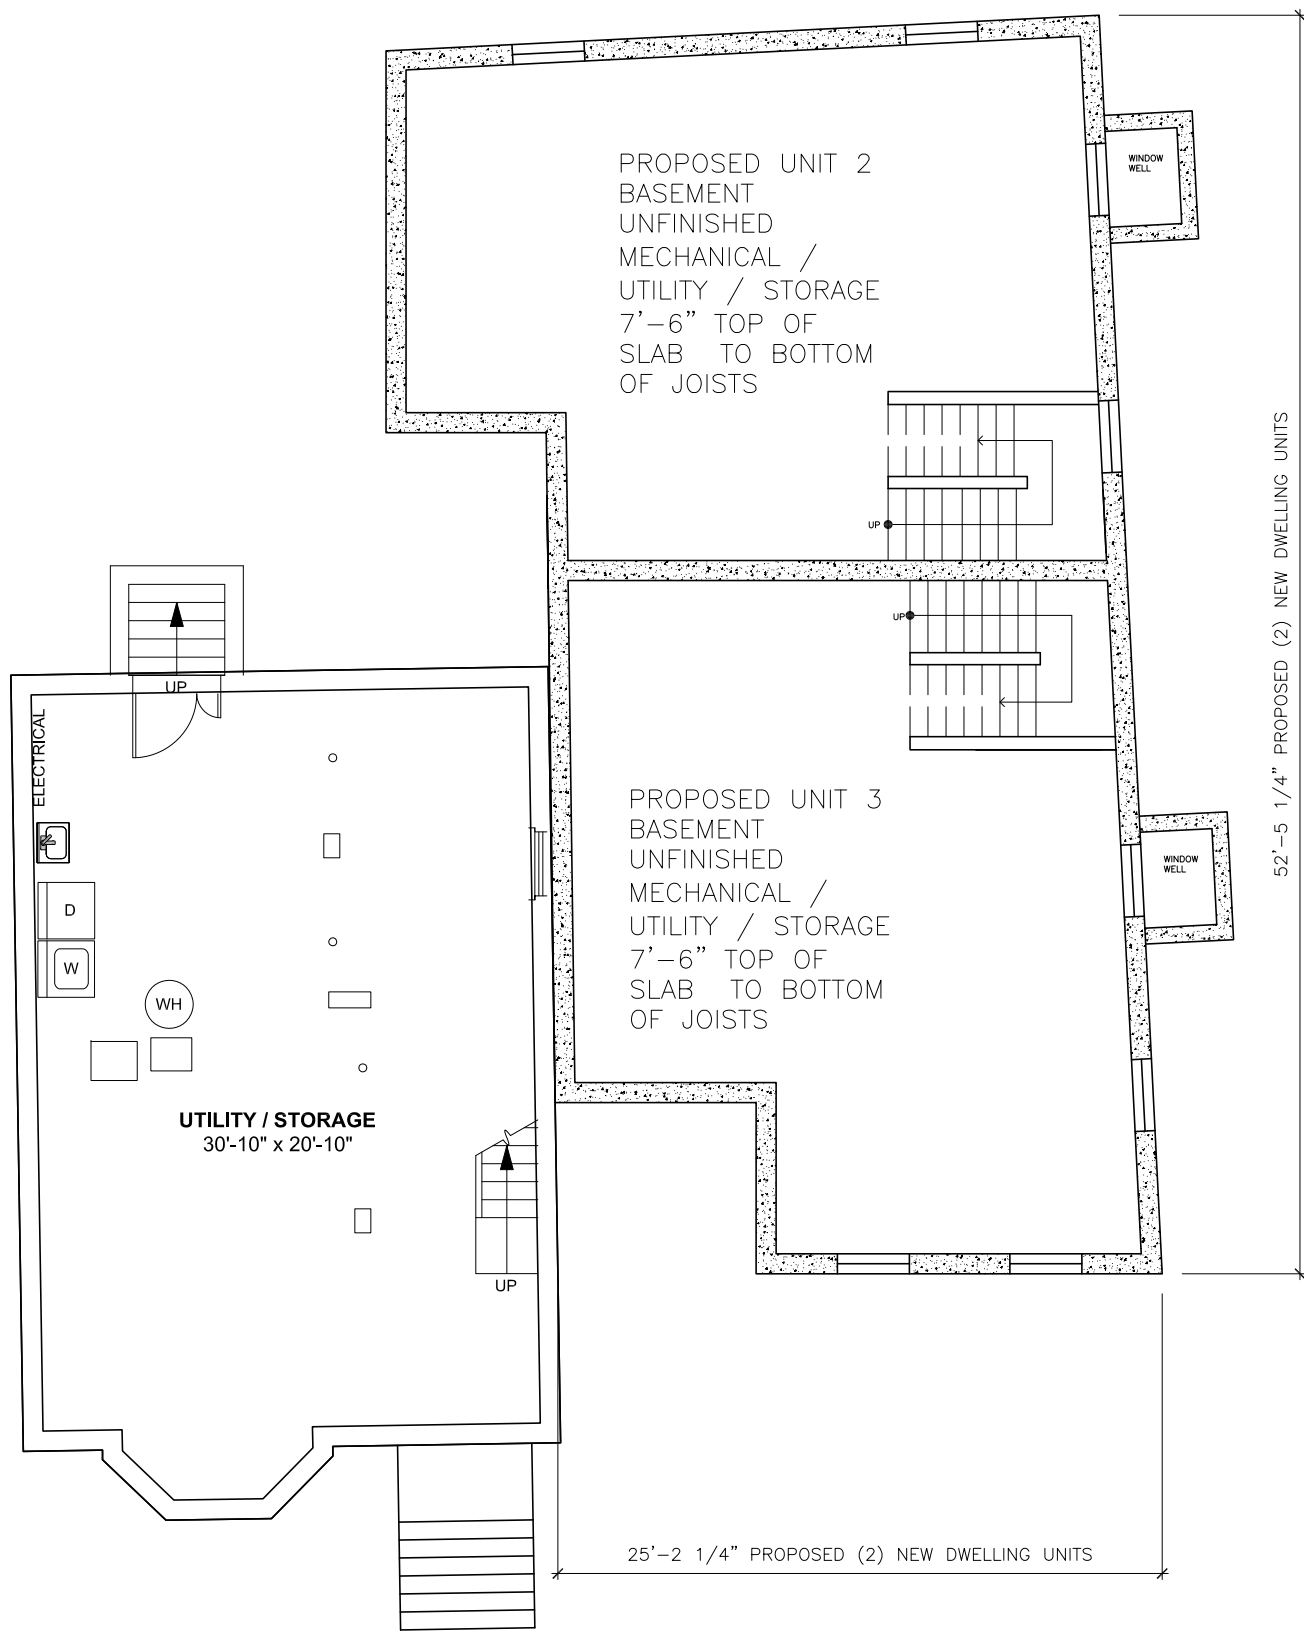 PROPOSED UNIT 2
BASEMENT
UNFINISHED
MECHANICAL /
UTILITY / STORAGE
7'-6" TOP OF
SLAB TO BOTTOM
OF JOISTS
WINDOW
WELL
UP
52'-5 1/4" PROPOSED (2) NEW DWELLING UNITS
UP
UP
ELECTRICAL
PROPOSED UNIT 3
BASEMENT
UNFINISHED
MECHANICAL /
UTILITY / STORAGE
7'-6" TOP OF
SLAB TO BOTTOM
OF JOISTS
WINDOW
WELL
D
W
WH
UTILITY / STORAGE
30'-10" x 20'-10"
UP
25'-2 1/4" PROPOSED (2) NEW DWELLING UNITS